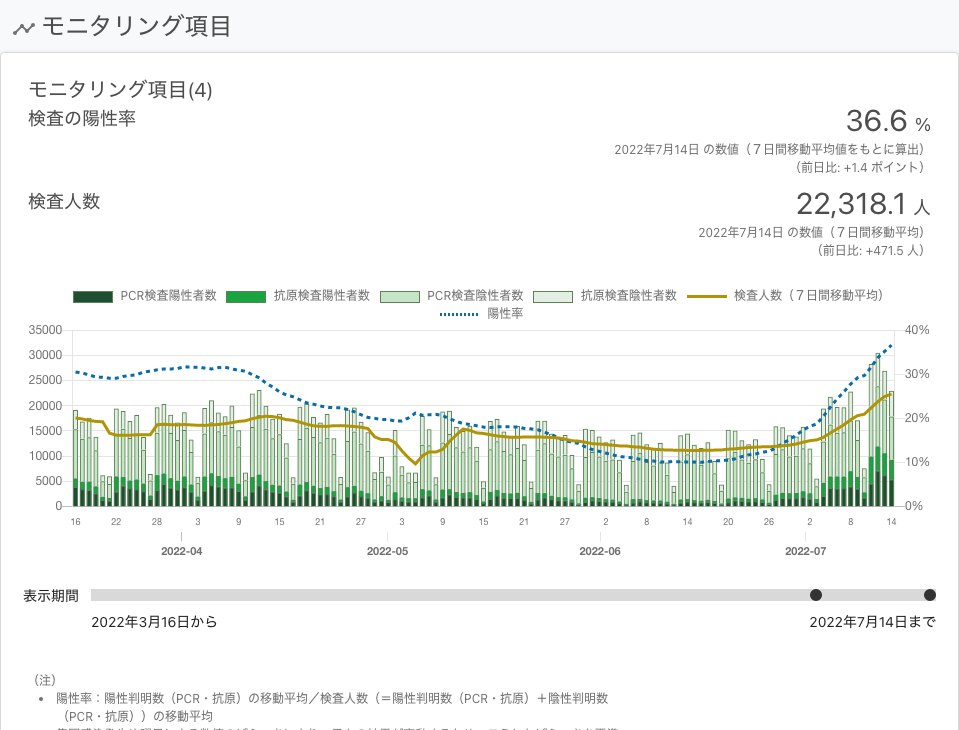 モニタリング項目
モニタリング項目(4)
検査の陽性率
36.6 %
2022年7月14日 の数値（７日間移動平均値をもとに算出）
（前日比: +1.4 ポイント）
検査人数
22,318.1 人
2022年7月14日 の数値（７日間移動平均）
（前日比: +471.5 人）
PCR検査陽性者数 抗原検査陽性者数 PCR検査陰性者数 抗原検査陰性者数 検査人数（７日間移動平均）
陽性率
35000 40%
30000
25000 30%
20000
15000 20%
10000 10%
5000
0 0%
16 22 28 3 9 15 21 27 3 9 15 21 27 2 8 14 20 26 2 8 14
2022-04 2022-05 2022-06 2022-07
表示期間
2022年3月16日から 2022年7月14日まで
（注）
• 陽性率：陽性判明数（PCR・抗原）の移動平均／検査人数（＝陽性判明数（PCR・抗原）＋陰性判明数
（PCR・抗原））の移動平均